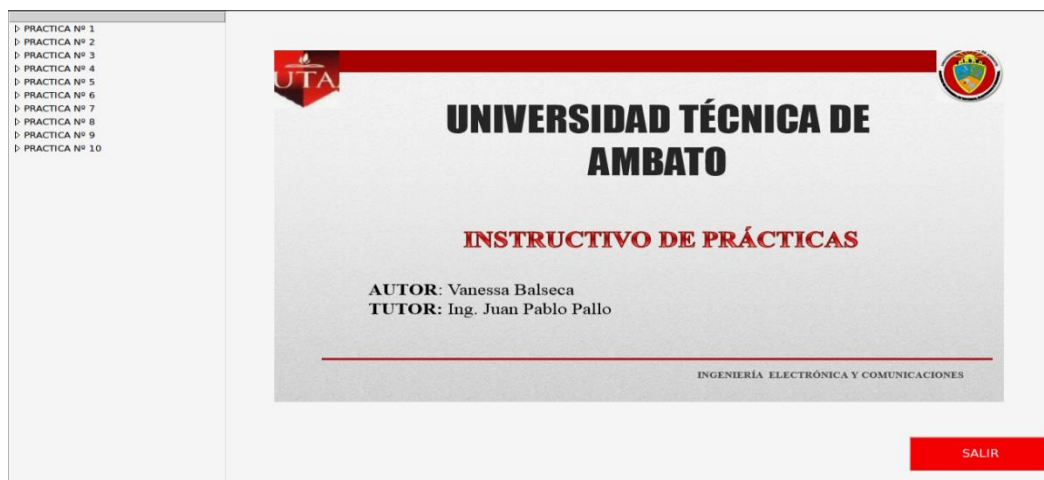 PRACTICA Nº 1
PRACTICA Nº 2
PRACTICA Nº 3
PRACTICA Nº 4
PRACTICA Nº 5
PRACTICA Nº 6
PRACTICA Nº 7
PRACTICA Nº 8
PRACTICA Nº 9
PRACTICA Nº 10
UTA
UNIVERSIDAD TÉCNICA DE
AMBATO
INSTRUCTIVO DE PRÁCTICAS
AUTOR: Vanessa Balseca
TUTOR: Ing. Juan Pablo Pallo
INGENIERÍA ELECTRÓNICA Y COMUNICACIONES
SALIR